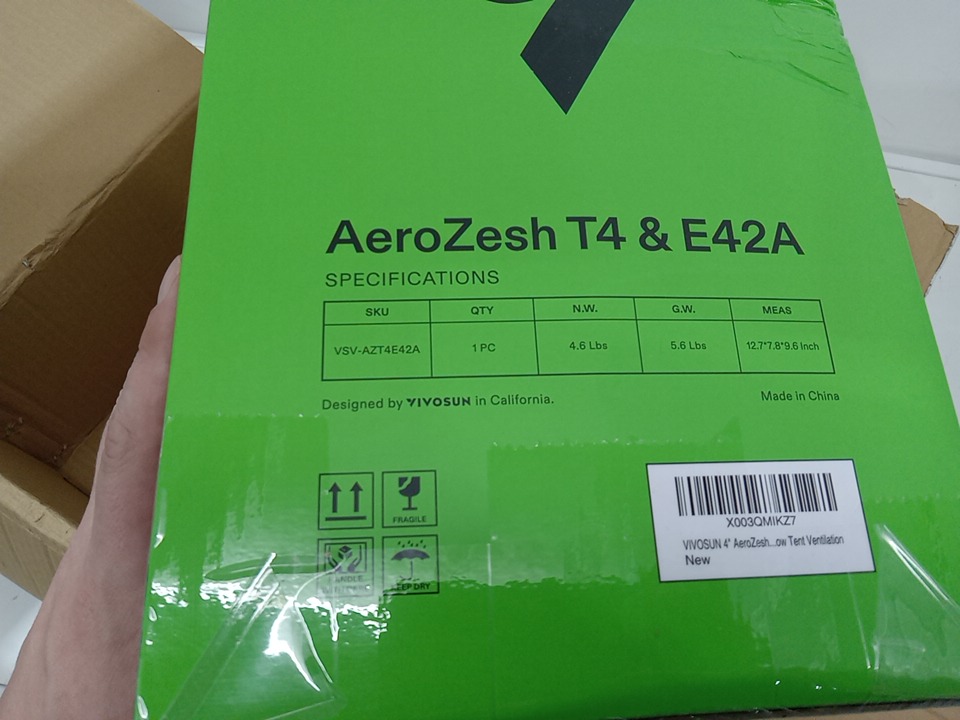 AeroZesh T4 & E42A
SPECIFICATIONS
SKU QTY N.W. G.W. MEAS
VSV-AZT4E42A 1 PC 4.6 Lbs 5.6 Lbs 12.7*7.8*9.6 Inch
Designed by VIVOSUN in California. Made in China
FRAGILE
KEEP DRY
X003QMIKZ7
VIVOSUN 4" AeroZesh...ow Tent Ventilation
New